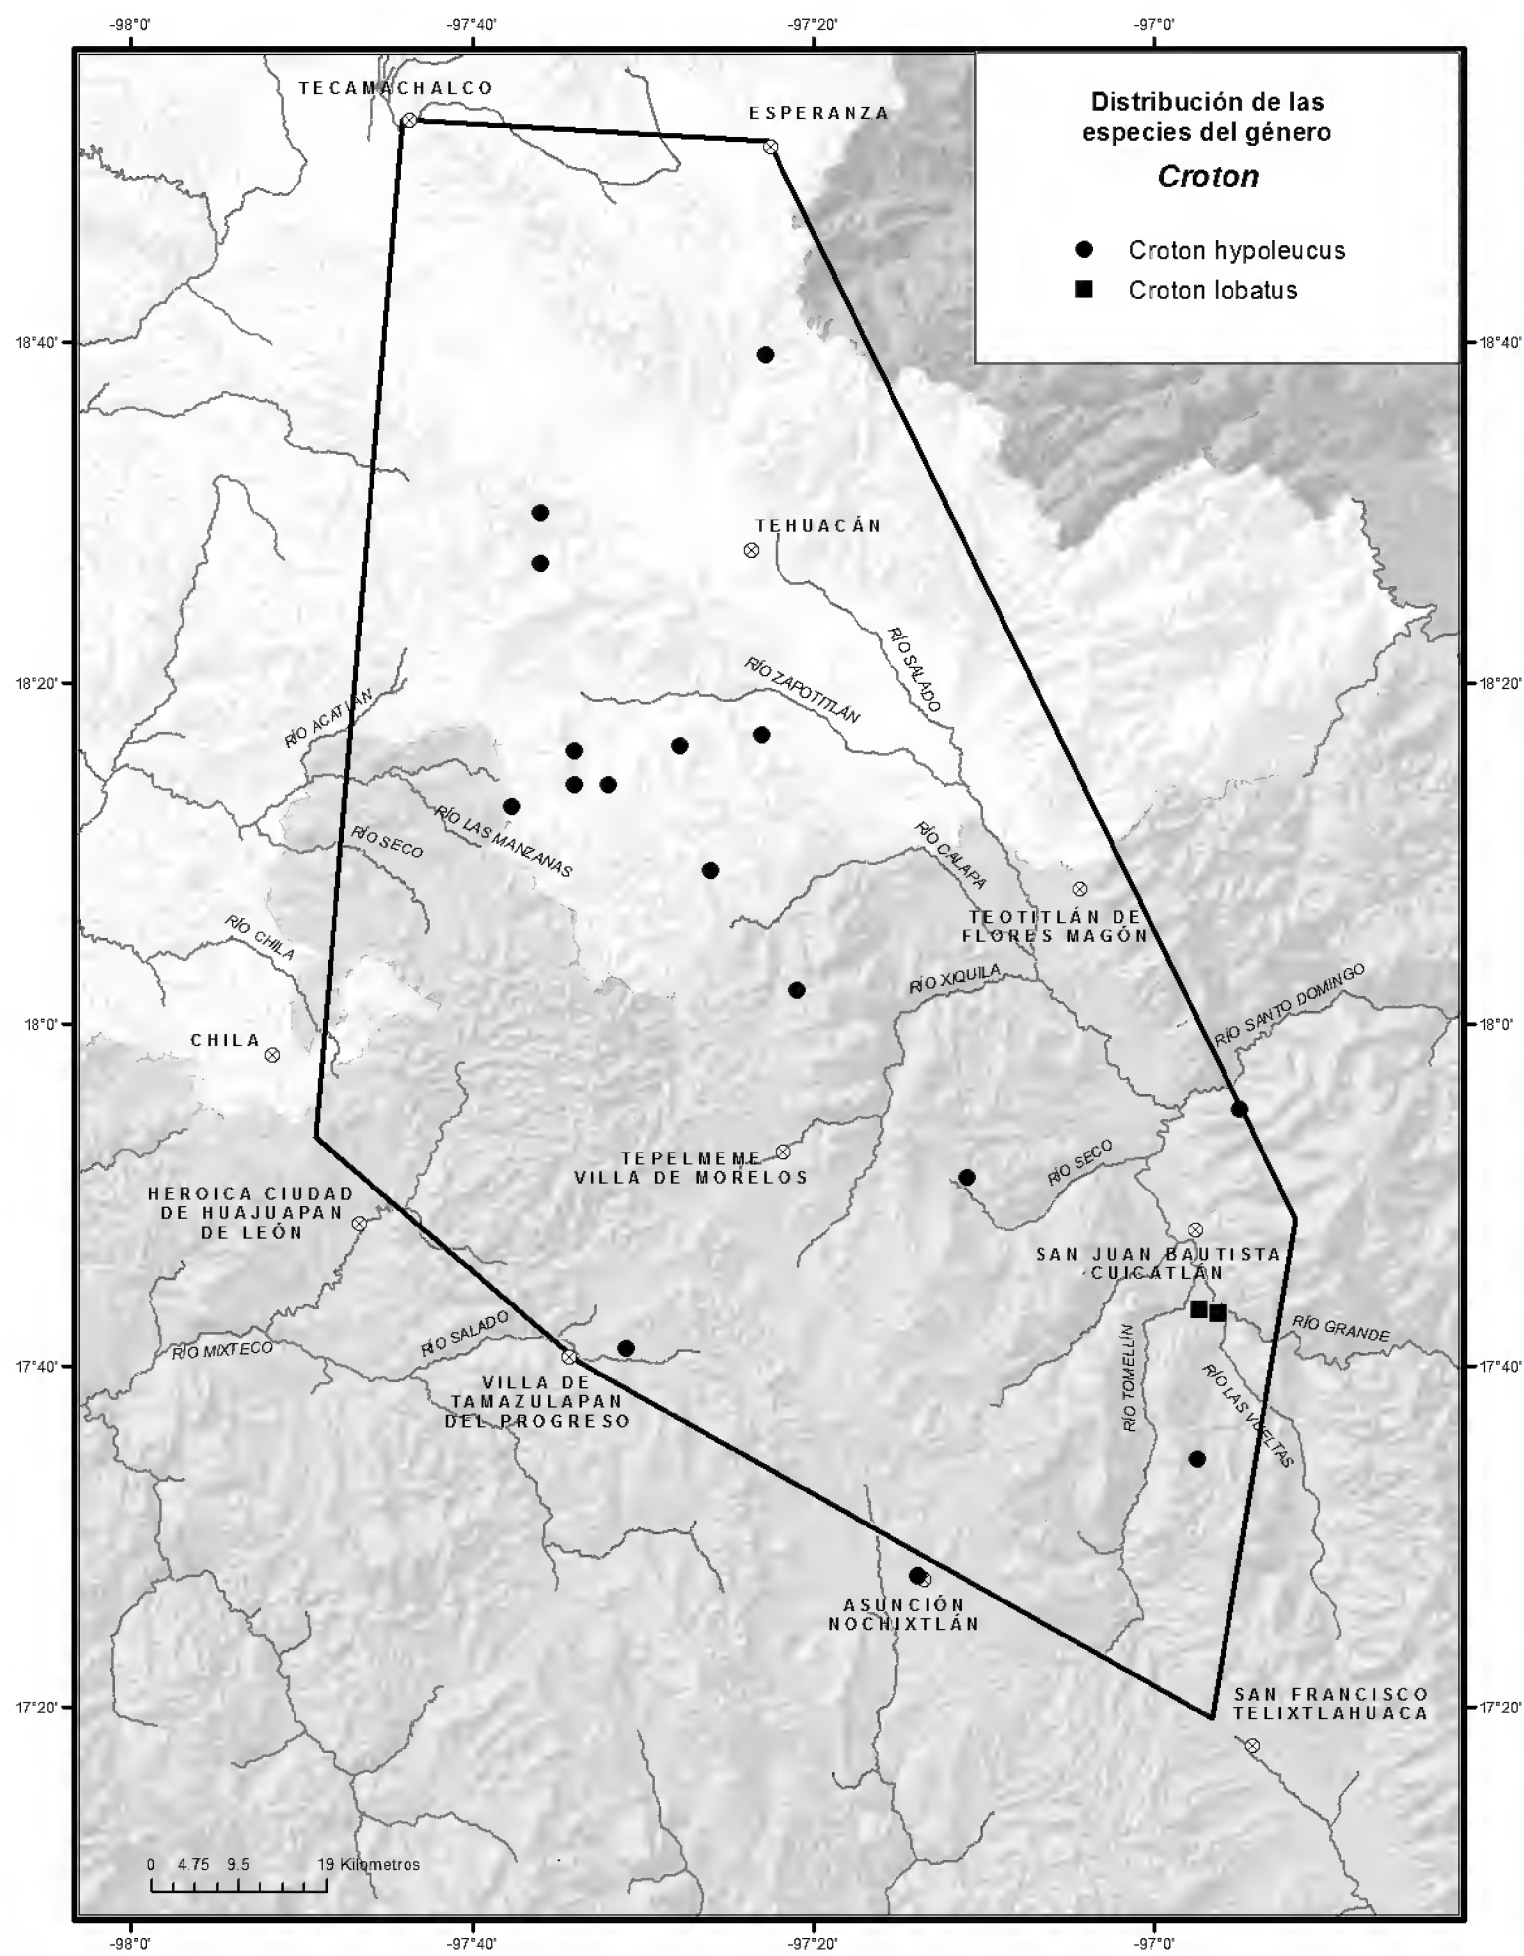 -98°0' -97°40' -97°20' -97°0'
TECAMACHALCO
ESPERANZA
Distribución de las
especies del género
Croton
Croton hypoleucus
Croton lobatus
18°40' 18°40'
TEHUACÁN
RÍO SALADO
RÍO ZAPOTITLÁN
18°20' 18°20'
RÍO ACATLÁN
RÍO LAS MANZANAS
RÍO SECO
RÍO CALAPA
TEOTITLÁN DE
FLORES MAGÓN
RÍO CHILA
RÍO XIQUILA
RÍO SANTO DOMINGO
18°0' 18°0'
CHILA
TEPELMEME
VILLA DE MORELOS
RÍO SECO
HEROICA CIUDAD
DE HUAJUAPAN
DE LEÓN
SAN JUAN BAUTISTA
CUICATLÁN
RÍO GRANDE
RÍO SALADO
RÍO MIXTECO
17°40' 17°40'
RÍO TOMELLÍN
RÍO LAS VUELTAS
VILLA DE
TAMAZULAPAN
DEL PROGRESO
ASUNCIÓN
NOCHIXTLÁN
17°20' 17°20'
SAN FRANCISCO
TELIXTLAHUACA
0 4.75 9.5 19 Kilometros
-98°0' -97°40' -97°20' -97°0'